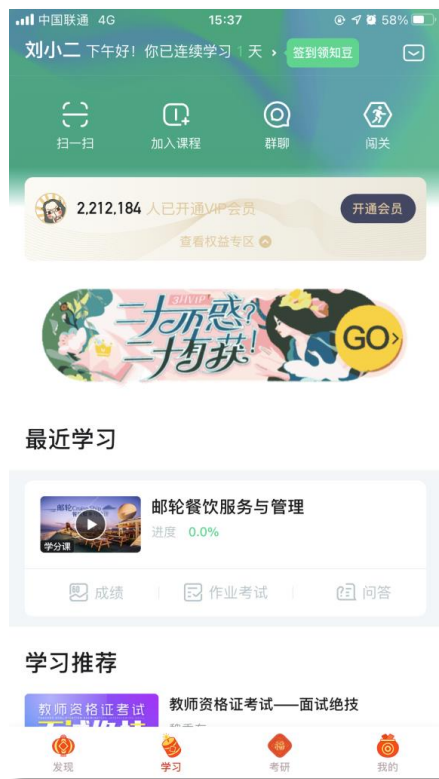 中国联通 4G 15:37 58%
刘小二 下午好！你已连续学习 1 天 › 签到领知豆
扫一扫 加入课程 群聊 闯关
2,212,184 人已开通VIP会员 开通会员
查看权益专区
二十不惑？
二十有获！
GO›
最近学习
邮轮餐饮服务与管理
进度 0.0%
学分课
成绩 作业考试 问答
学习推荐
教师资格证考试
教师资格证考试——面试绝技
发现 学习 考研 我的